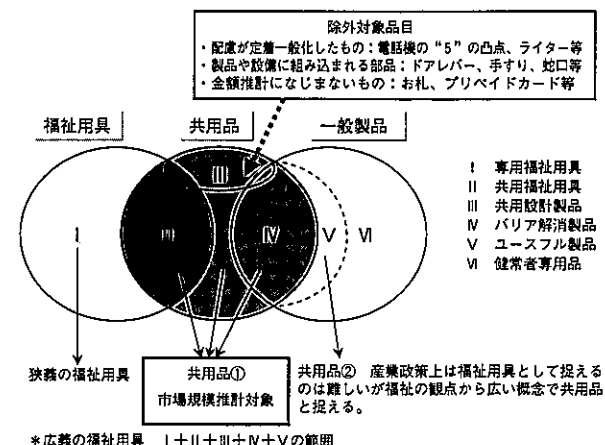 除外対象品目
・配慮が定着一般化したもの：電話機の“5”の凸点、ライター等
・製品や設備に組み込まれる部品：ドアレバー、手すり、蛇口等
・金額推計になじまないもの：お札、プリペイドカード等
福祉用具 共用品 一般製品
Ⅰ Ⅱ Ⅲ Ⅳ Ⅴ Ⅵ
Ⅰ 専用福祉用具
Ⅱ 共用福祉用具
Ⅲ 共用設計製品
Ⅳ バリア解消製品
Ⅴ ユースフル製品
Ⅵ 健常者専用品
狭義の福祉用具
共用品①
市場規模推計対象
共用品② 産業政策上は福祉用具として捉える
のは難しいが福祉の観点から広い概念で共用品
と捉える。
＊広義の福祉用具 Ⅰ＋Ⅱ＋Ⅲ＋Ⅳ＋Ⅴの範囲